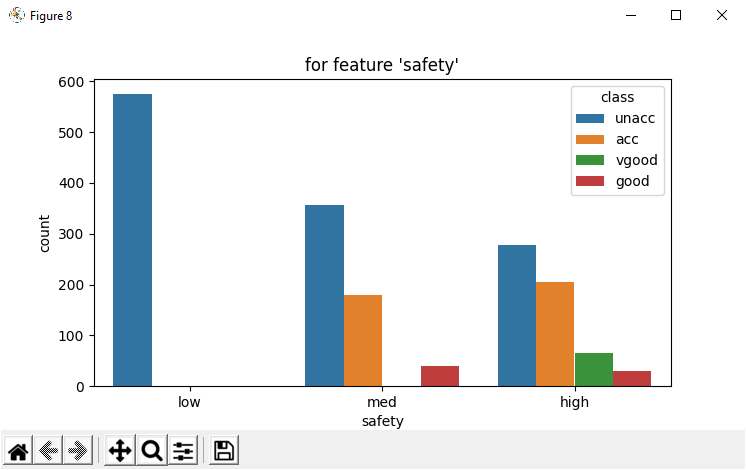 Figure 8
for feature 'safety'
600
500
400
300
200
100
0
count
class
unacc
acc
vgood
good
low med high
safety